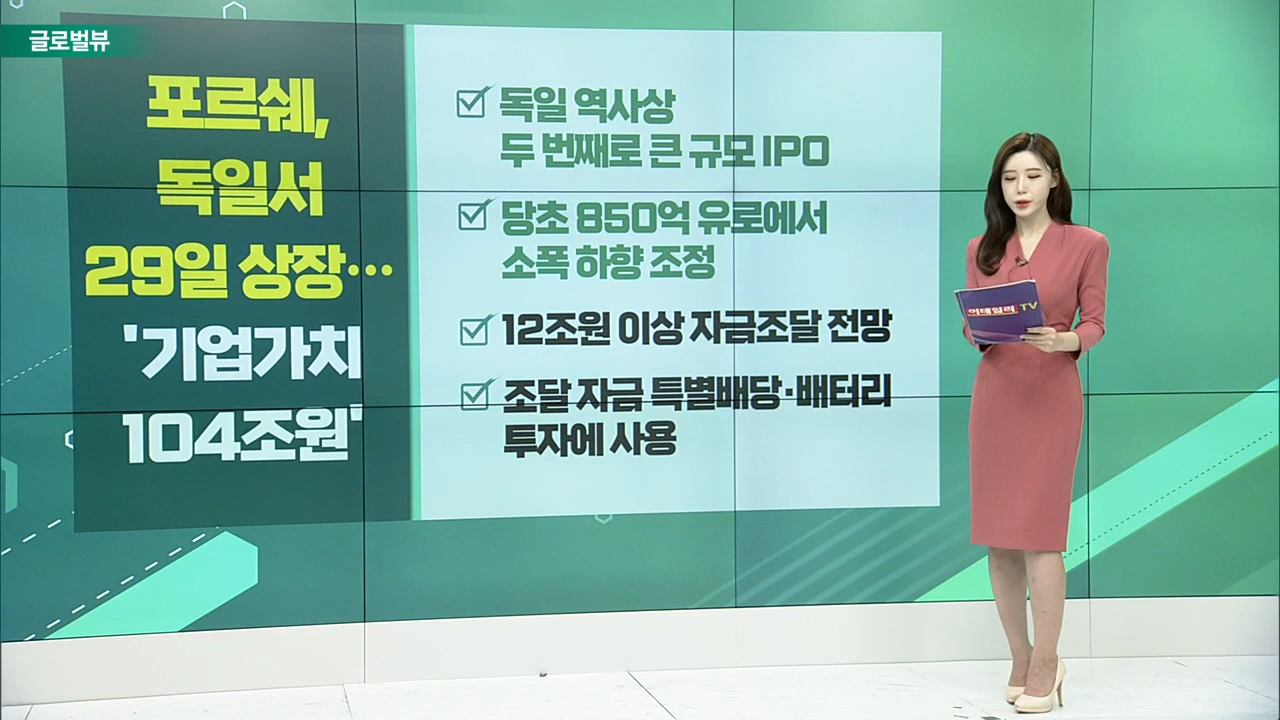 글로벌뷰
포르쉐,
독일서
29일 상장…
'기업가치
104조원'
독일 역사상
두 번째로 큰 규모 IPO
당초 850억 유로에서
소폭 하향 조정
12조원 이상 자금조달 전망
조달 자금 특별배당·배터리
투자에 사용
이데일리 TV